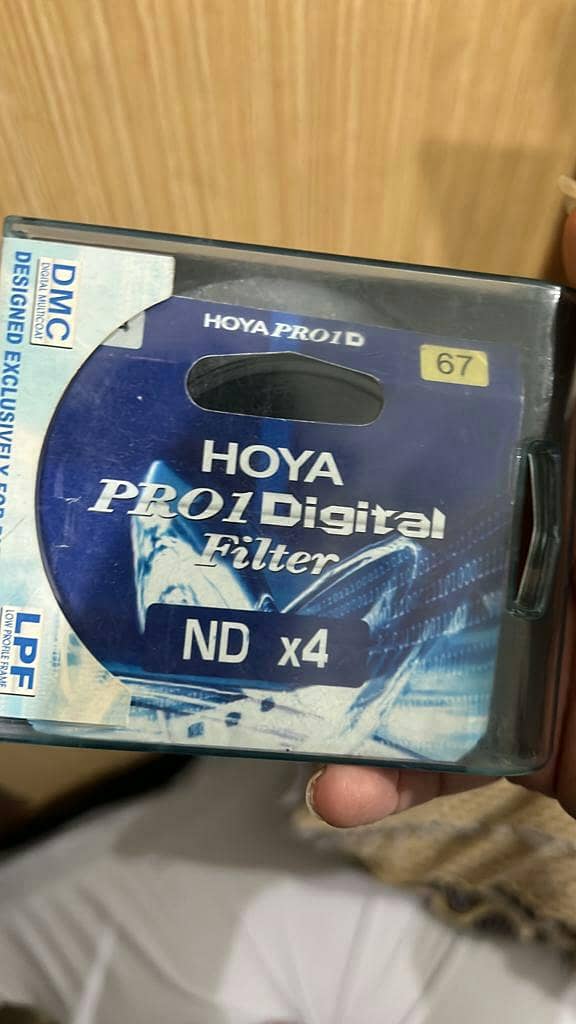 DMC
DIGITAL MULTICOAT
DESIGNED EXCLUSIVELY FOR
LPF
LOW PROFILE FRAME
HOYA PRO1D
67
HOYA
PRO1 Digital
Filter
ND x4